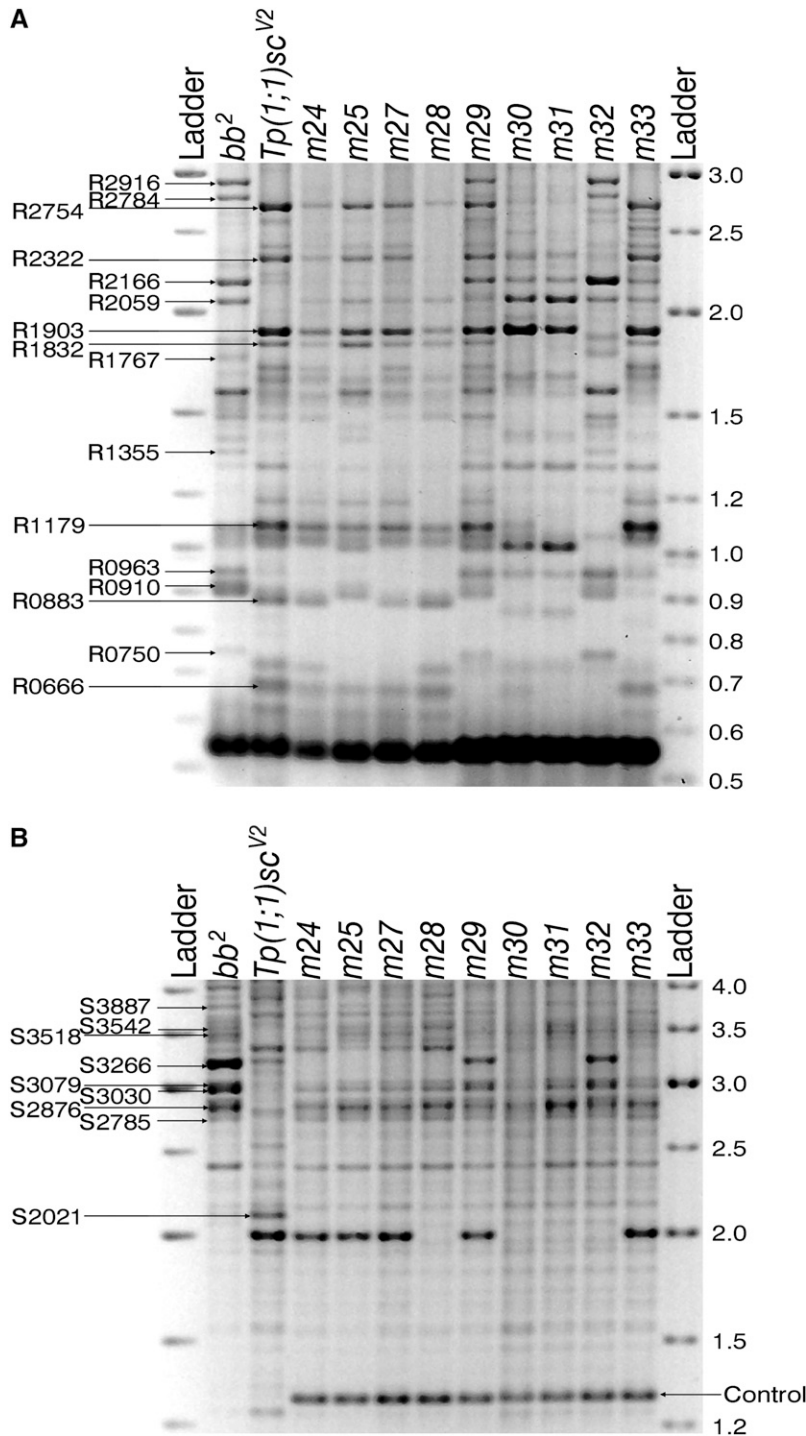 A
Ladder
bb2
Tp(1;1)scV2
m24
m25
m27
m28
m29
m30
m31
m32
m33
Ladder
R2916
R2784
R2754
R2322
R2166
R2059
R1903
R1832
R1767
R1355
R1179
R0963
R0910
R0883
R0750
R0666
3.0
2.5
2.0
1.5
1.2
1.0
0.9
0.8
0.7
0.6
0.5
B
Ladder
bb2
Tp(1;1)scV2
m24
m25
m27
m28
m29
m30
m31
m32
m33
Ladder
S3887
S3542
S3518
S3266
S3079
S3030
S2876
S2785
S2021
4.0
3.5
3.0
2.5
2.0
1.5
Control
1.2